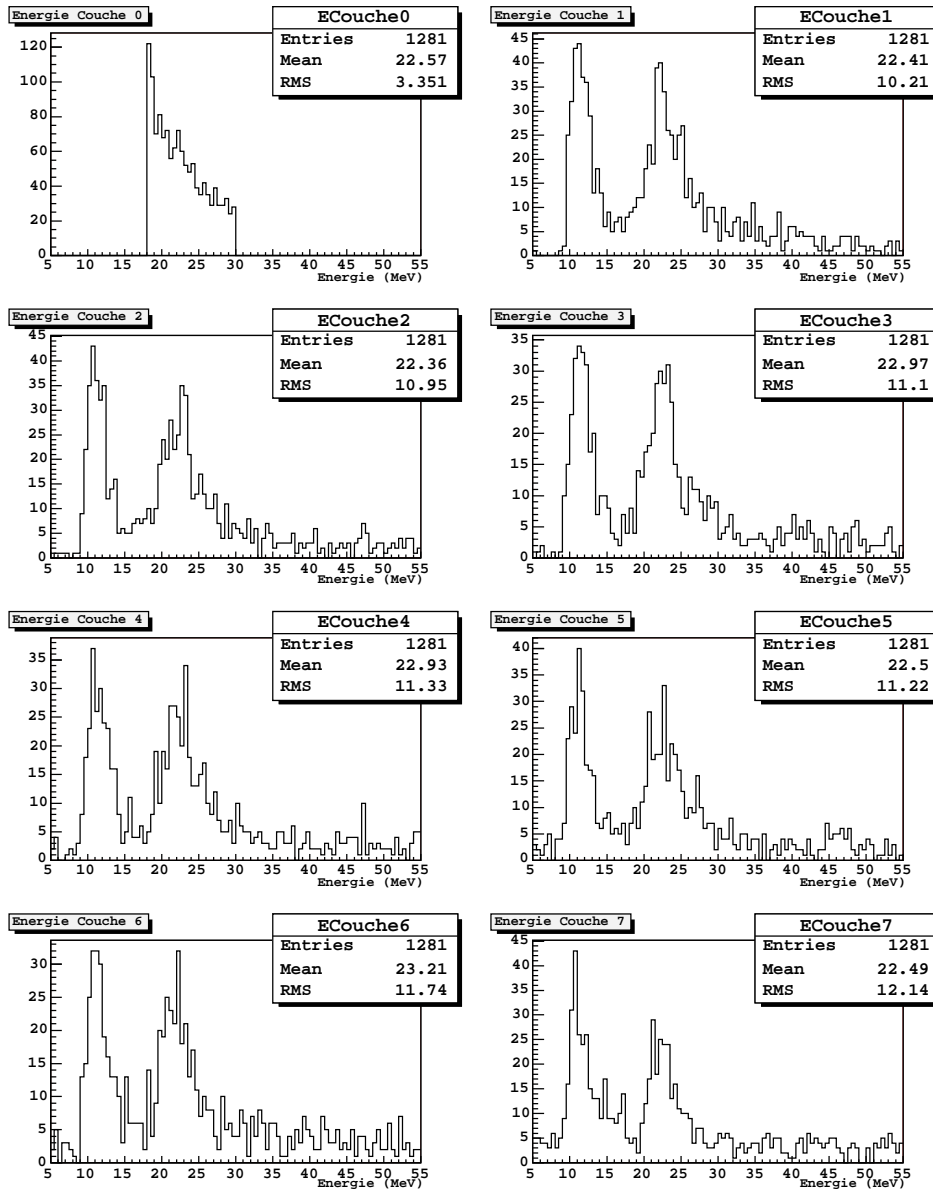 Energie Couche 0
ECouche0
Entries 1281
Mean 22.57
RMS 3.351
120
100
80
60
40
20
0
5 10 15 20 25 30 35 40 45 50 55
Energie (MeV)
Energie Couche 1
ECouche1
Entries 1281
Mean 22.41
RMS 10.21
45
40
35
30
25
20
15
10
5
0
5 10 15 20 25 30 35 40 45 50 55
Energie (MeV)
Energie Couche 2
ECouche2
Entries 1281
Mean 22.36
RMS 10.95
45
40
35
30
25
20
15
10
5
0
5 10 15 20 25 30 35 40 45 50 55
Energie (MeV)
Energie Couche 3
ECouche3
Entries 1281
Mean 22.97
RMS 11.1
35
30
25
20
15
10
5
0
5 10 15 20 25 30 35 40 45 50 55
Energie (MeV)
Energie Couche 4
ECouche4
Entries 1281
Mean 22.93
RMS 11.33
35
30
25
20
15
10
5
0
5 10 15 20 25 30 35 40 45 50 55
Energie (MeV)
Energie Couche 5
ECouche5
Entries 1281
Mean 22.5
RMS 11.22
40
35
30
25
20
15
10
5
0
5 10 15 20 25 30 35 40 45 50 55
Energie (MeV)
Energie Couche 6
ECouche6
Entries 1281
Mean 23.21
RMS 11.74
30
25
20
15
10
5
0
5 10 15 20 25 30 35 40 45 50 55
Energie (MeV)
Energie Couche 7
ECouche7
Entries 1281
Mean 22.49
RMS 12.14
45
40
35
30
25
20
15
10
5
0
5 10 15 20 25 30 35 40 45 50 55
Energie (MeV)